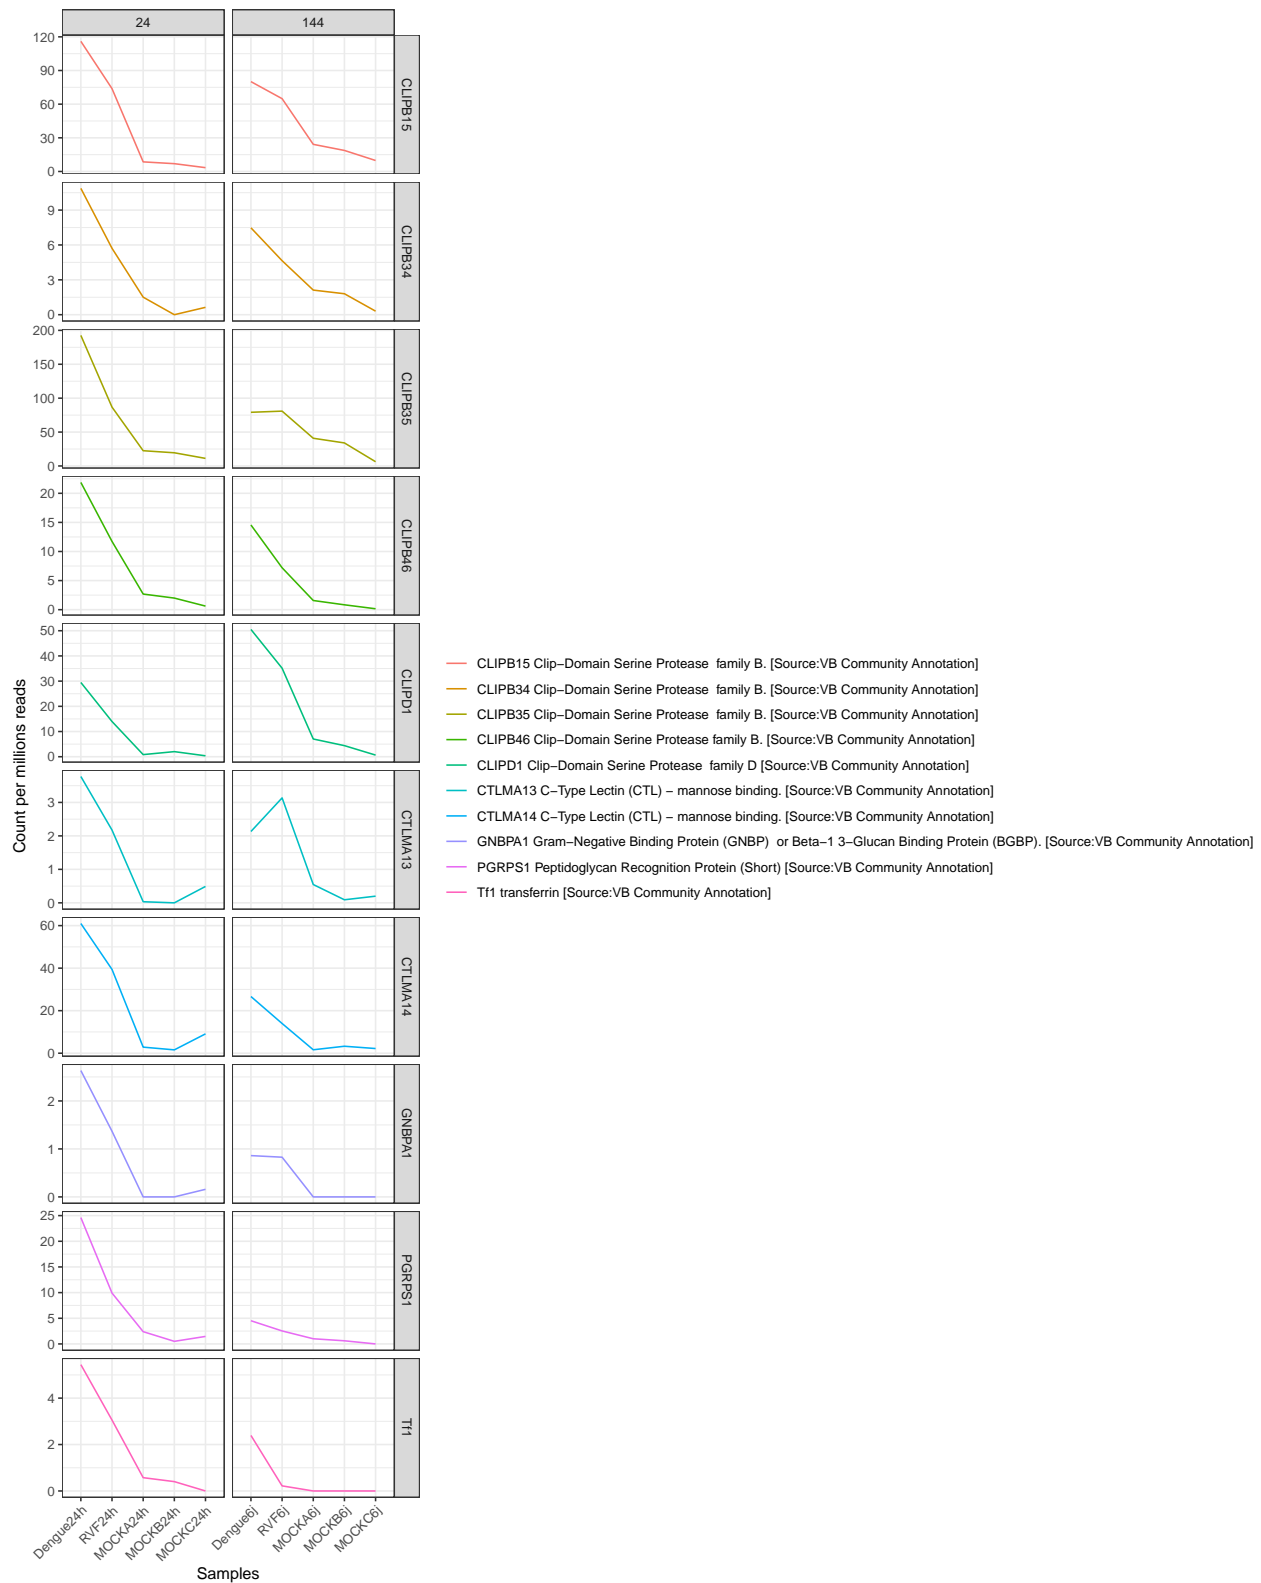 24
144
120
90
60
30
0
CLIPB15
9
6
3
0
CLIPB34
200
150
100
50
0
CLIPB35
20
15
10
5
0
CLIPB46
50
40
30
20
10
0
CLIPD1
3
2
1
0
CTLMA13
60
40
20
0
CTLMA14
2
1
0
GNBPA1
25
20
15
10
5
0
PGRPS1
4
2
0
Tf1
Count per millions reads
Dengue24h
RVF24h
MOCKA24h
MOCKB24h
MOCKC24h
Dengue6j
RVF6j
MOCKA6j
MOCKB6j
MOCKC6j
Samples
CLIPB15 Clip−Domain Serine Protease  family B. [Source:VB Community Annotation]
CLIPB34 Clip−Domain Serine Protease  family B. [Source:VB Community Annotation]
CLIPB35 Clip−Domain Serine Protease  family B. [Source:VB Community Annotation]
CLIPB46 Clip−Domain Serine Protease family B. [Source:VB Community Annotation]
CLIPD1 Clip−Domain Serine Protease  family D [Source:VB Community Annotation]
CTLMA13 C−Type Lectin (CTL) − mannose binding. [Source:VB Community Annotation]
CTLMA14 C−Type Lectin (CTL) − mannose binding. [Source:VB Community Annotation]
GNBPA1 Gram−Negative Binding Protein (GNBP)  or Beta−1 3−Glucan Binding Protein (BGBP). [Source:VB Community Annotation]
PGRPS1 Peptidoglycan Recognition Protein (Short) [Source:VB Community Annotation]
Tf1 transferrin [Source:VB Community Annotation]